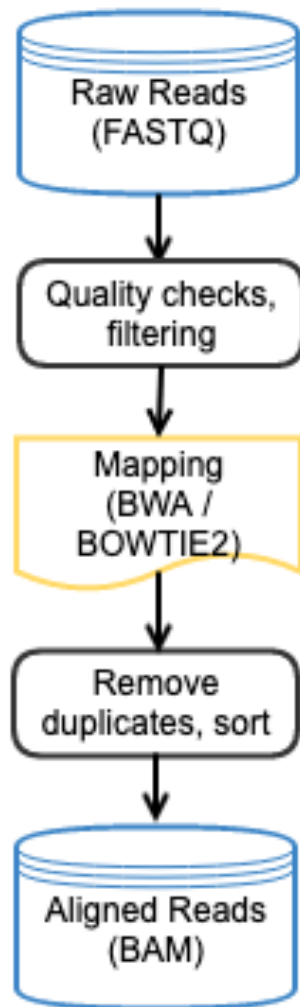 Raw Reads
(FASTQ)
Quality checks,
filtering
Mapping
(BWA /
BOWTIE2)
Remove
duplicates, sort
Aligned Reads
(BAM)